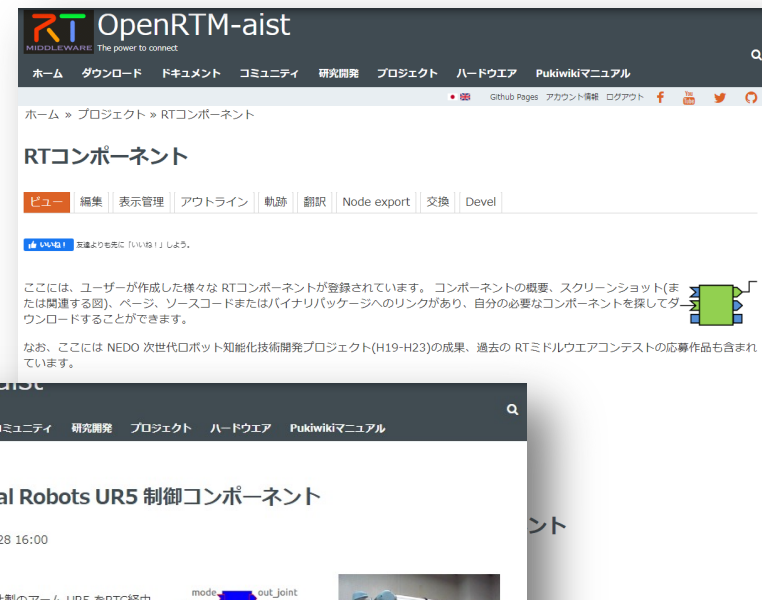 RT OpenRTM-aist
MIDDLEWARE The power to connect
ホーム ダウンロード ドキュメント コミュニティ 研究開発 プロジェクト ハードウエア Pukiwikiマニュアル
Github Pages アカウント情報 ログアウト f You Tube
ホーム » プロジェクト » RTコンポーネント
RTコンポーネント
ビュー 編集 表示管理 アウトライン 軌跡 翻訳 Node export 交換 Devel
いいね! 友達よりも先に「いいね!」しよう。
ここには、ユーザーが作成した様々な RTコンポーネントが登録されています。 コンポーネントの概要、スクリーンショット(ま
たは関連する図)、ページ、ソースコードまたはバイナリパッケージへのリンクがあり、自分の必要なコンポーネントを探してダ
ウンロードすることができます。
なお、ここには NEDO 次世代ロボット知能化技術開発プロジェクト(H19-H23)の成果、過去の RTミドルウエアコンテストの応募作品も含まれ
ています。
aist
ミュニティ 研究開発 プロジェクト ハードウエア Pukiwikiマニュアル
al Robots UR5 制御コンポーネント
ント
28 16:00
mode out_joint
製のアーム UR5 をRTC経由